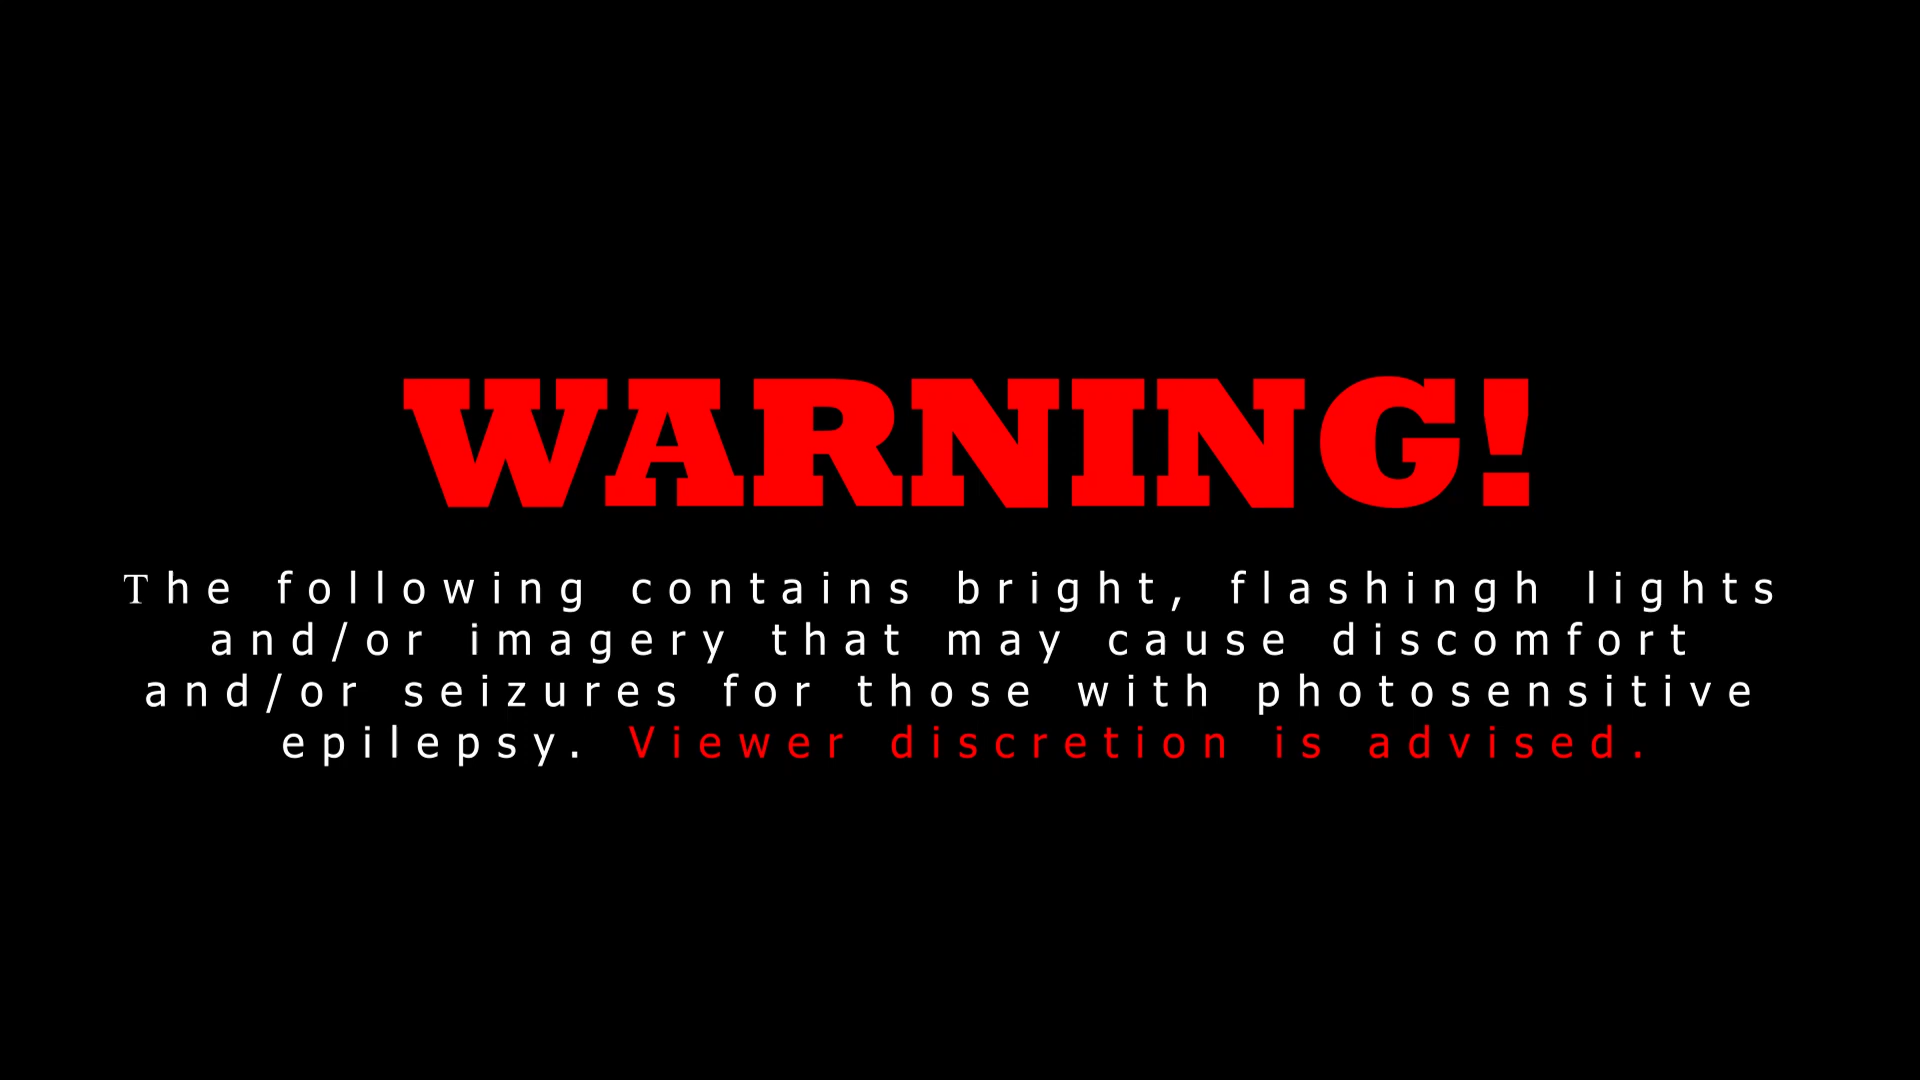 WARNING!
The following contains bright, flashingh lights
and/or imagery that may cause discomfort
and/or seizures for those with photosensitive
epilepsy. Viewer discretion is advised.